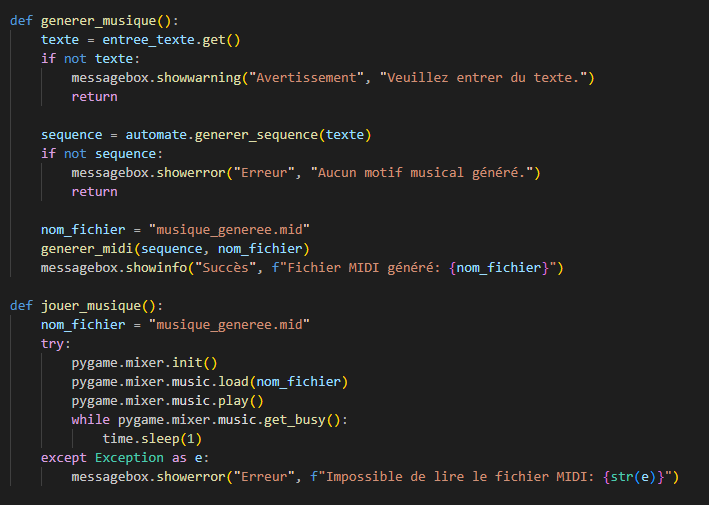 def generer_musique():
    texte = entree_texte.get()
    if not texte:
        messagebox.showwarning("Avertissement", "Veuillez entrer du texte.")
        return

    sequence = automate.generer_sequence(texte)
    if not sequence:
        messagebox.showerror("Erreur", "Aucun motif musical généré.")
        return

    nom_fichier = "musique_generee.mid"
    generer_midi(sequence, nom_fichier)
    messagebox.showinfo("Succès", f"Fichier MIDI généré: {nom_fichier}")

def jouer_musique():
    nom_fichier = "musique_generee.mid"
    try:
        pygame.mixer.init()
        pygame.mixer.music.load(nom_fichier)
        pygame.mixer.music.play()
        while pygame.mixer.music.get_busy():
            time.sleep(1)
    except Exception as e:
        messagebox.showerror("Erreur", f"Impossible de lire le fichier MIDI: {str(e)}")